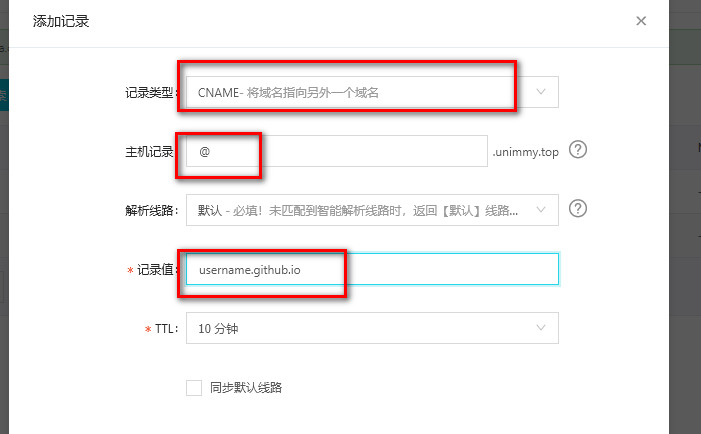 添加记录
记录类型:
CNAME- 将域名指向另外一个域名
主机记录:
@
.unimmy.top
?
解析线路:
默认 - 必填！未匹配到智能解析线路时，返回【默认】线路...
?
* 记录值:
username.github.io
* TTL:
10 分钟
同步默认线路